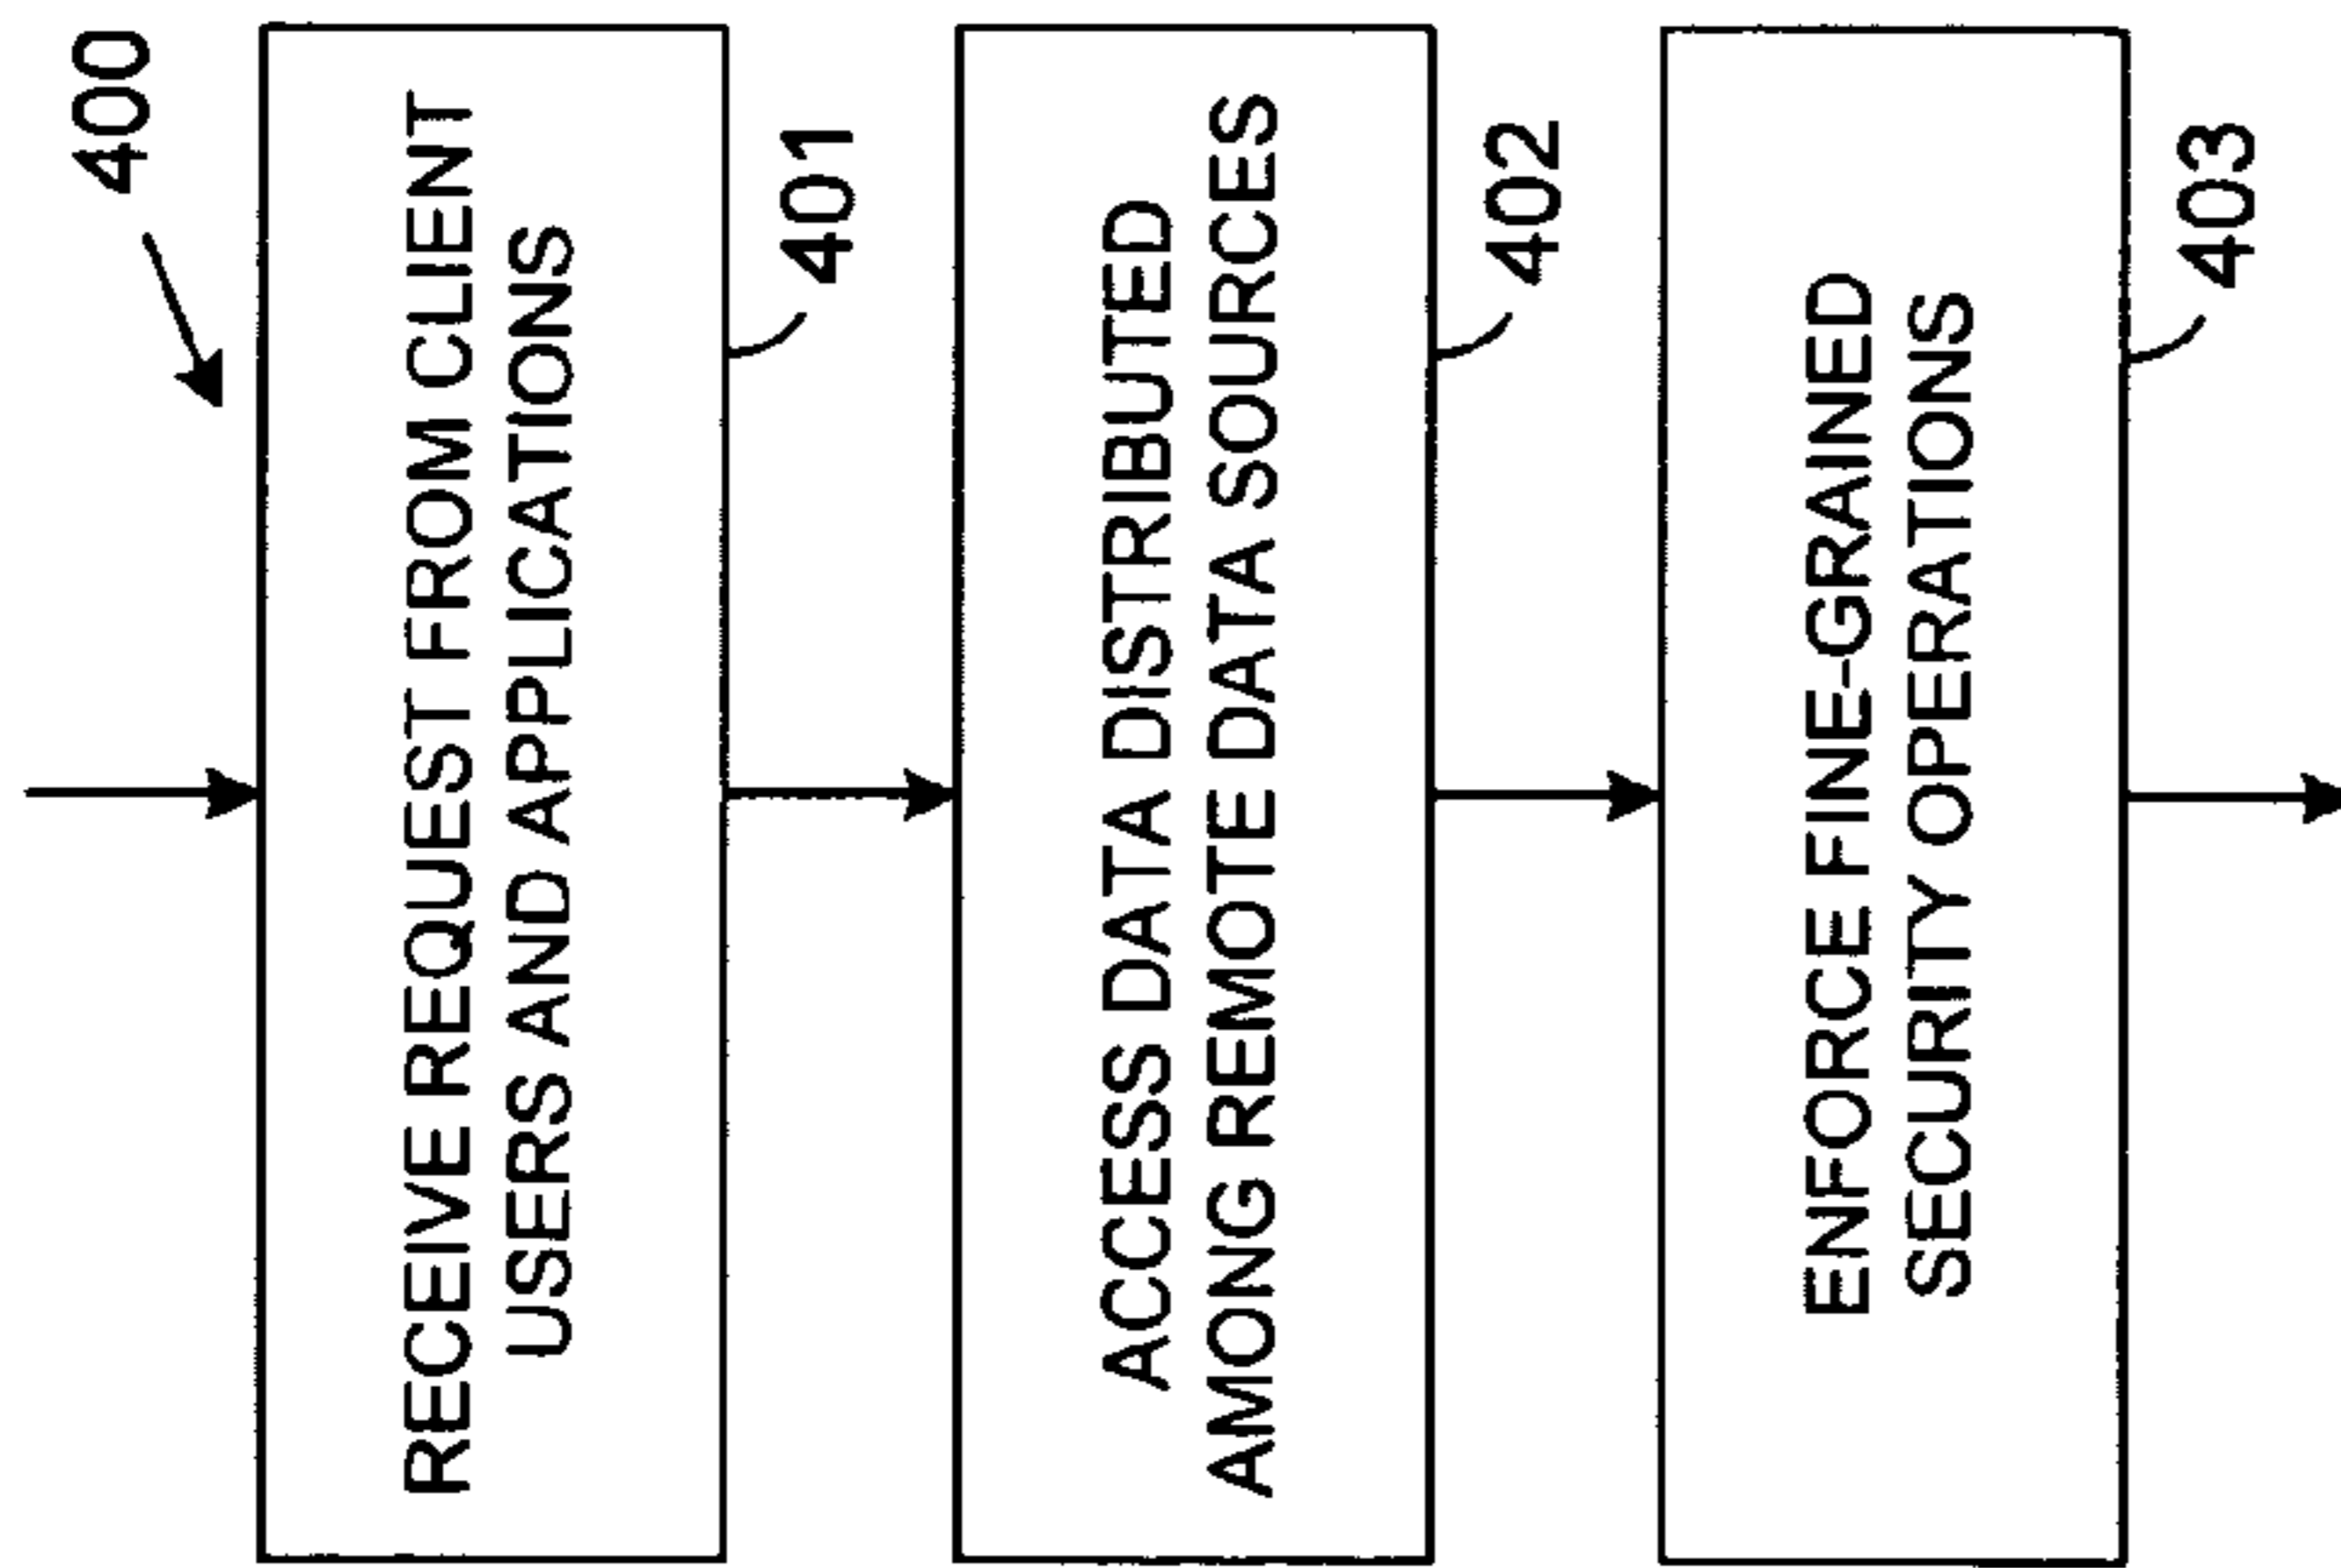 400
RECEIVE REQUEST FROM CLIENT
USERS AND APPLICATIONS
401
ACCESS DATA DISTRIBUTED
AMONG REMOTE DATA SOURCES
402
ENFORCE FINE-GRAINED
SECURITY OPERATIONS
403